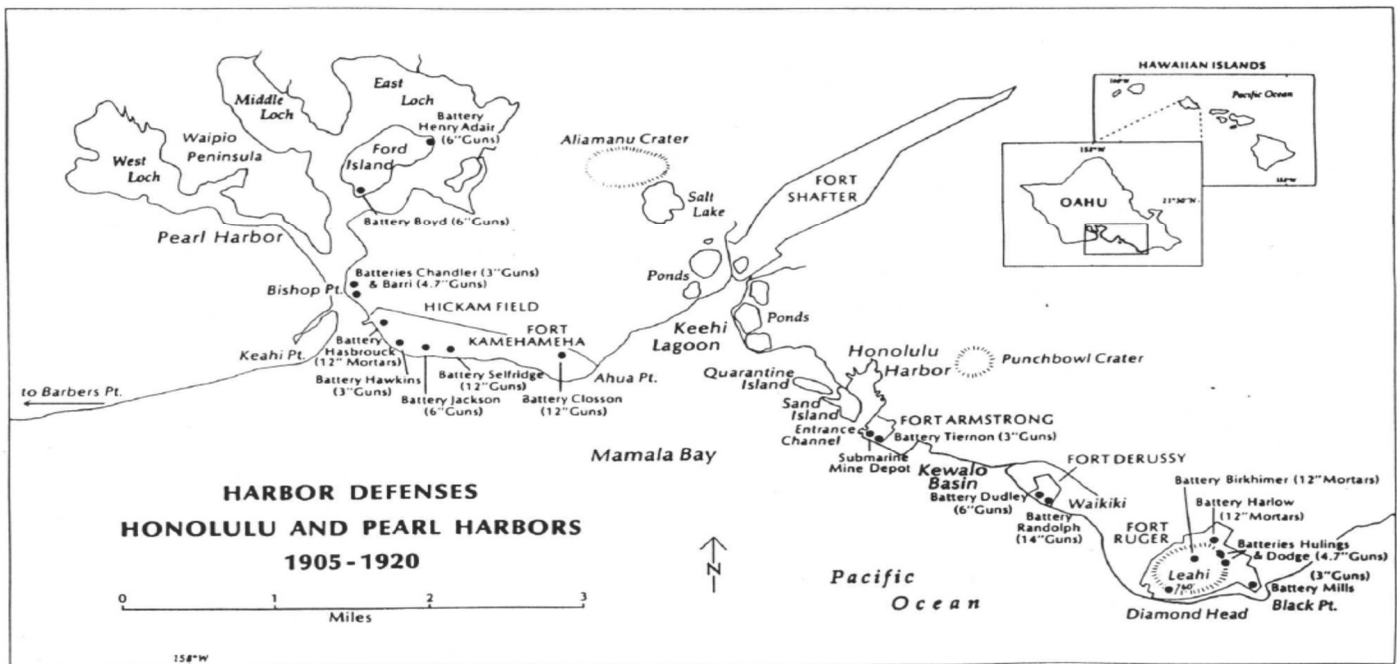 East
Loch
Middle
Loch
Battery
Henry Adair
(6"Guns)
Waipio
Peninsula
Ford
Island
West
Loch
Battery Boyd (6"Guns)
Pearl Harbor
Aliamanu Crater
Salt
Lake
FORT
SHAFTER
HAWAIIAN ISLANDS
Pacific Ocean
158°W
OAHU
21°30'N
Batteries Chandler (3"Guns)
& Barri (4.7"Guns)
Bishop Pt.
HICKAM FIELD
Ponds
Ponds
FORT
KAMEHAMEHA
Keehi
Lagoon
Keahi Pt.
Battery
Hasbrouck
(12"Mortars)
Battery Hawkins
(3"Guns)
Battery Selfridge
(12"Guns)
Battery Jackson
(6"Guns)
Battery Closson
(12"Guns)
Ahua Pt.
to Barbers Pt.
Honolulu
Harbor
Punchbowl Crater
Quarantine
Island
Sand
Island
Entrance
Channel
FORT ARMSTRONG
Battery Tiernon (3"Guns)
Submarine
Mine Depot
Mamala Bay
Kewalo
Basin
FORT DERUSSY
Battery Dudley
(6"Guns)
Waikiki
Battery
Randolph
(14"Guns)
Battery Birkhimer (12"Mortars)
Battery Harlow
(12"Mortars)
FORT
RUGER
Batteries Hulings
& Dodge (4.7"Guns)
(3"Guns)
Battery Mills
Leahi
760'
Diamond Head
Black Pt.
HARBOR DEFENSES
HONOLULU AND PEARL HARBORS
1905-1920
N
Pacific
Ocean
0 1 2 3
Miles
158°W